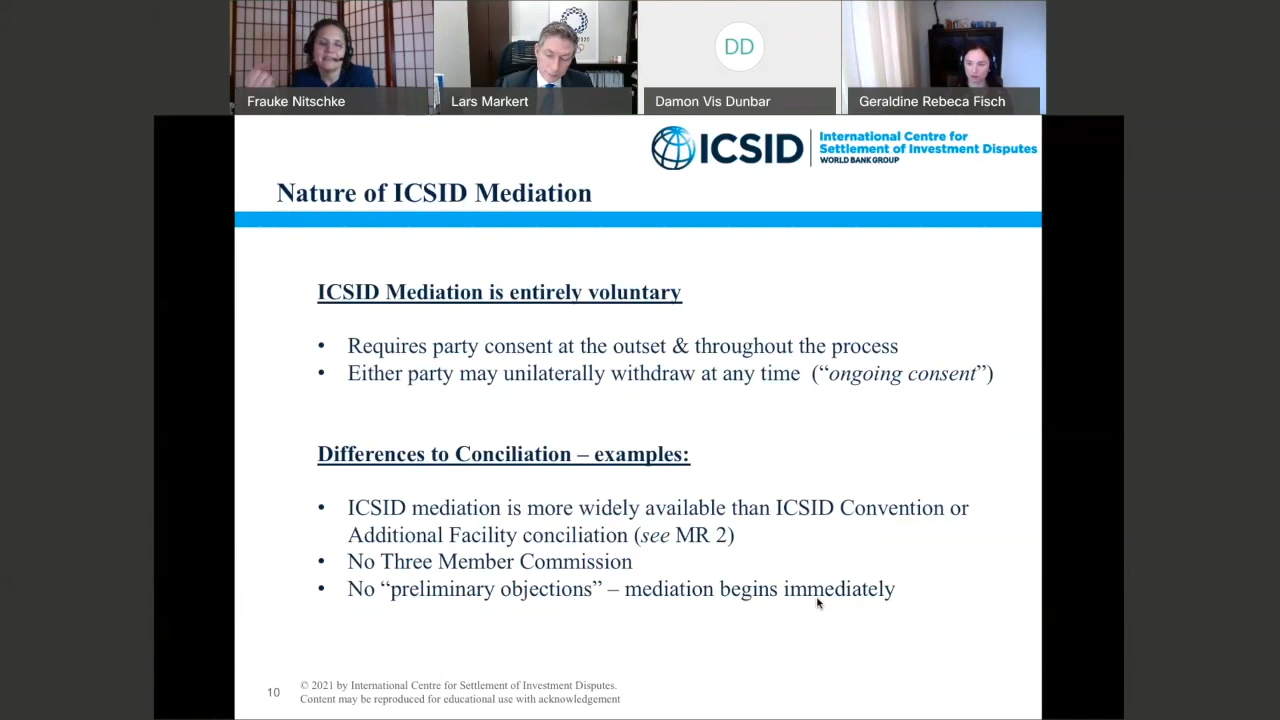 Frauke Nitschke
Lars Markert
DD
Damon Vis Dunbar
Geraldine Rebeca Fisch
ICSID
International Centre for
Settlement of Investment Disputes
WORLD BANK GROUP
Nature of ICSID Mediation
ICSID Mediation is entirely voluntary
• Requires party consent at the outset & throughout the process
• Either party may unilaterally withdraw at any time (“ongoing consent”)
Differences to Conciliation – examples:
• ICSID mediation is more widely available than ICSID Convention or
Additional Facility conciliation (see MR 2)
• No Three Member Commission
• No “preliminary objections” – mediation begins immediately
10
© 2021 by International Centre for Settlement of Investment Disputes.
Content may be reproduced for educational use with acknowledgement